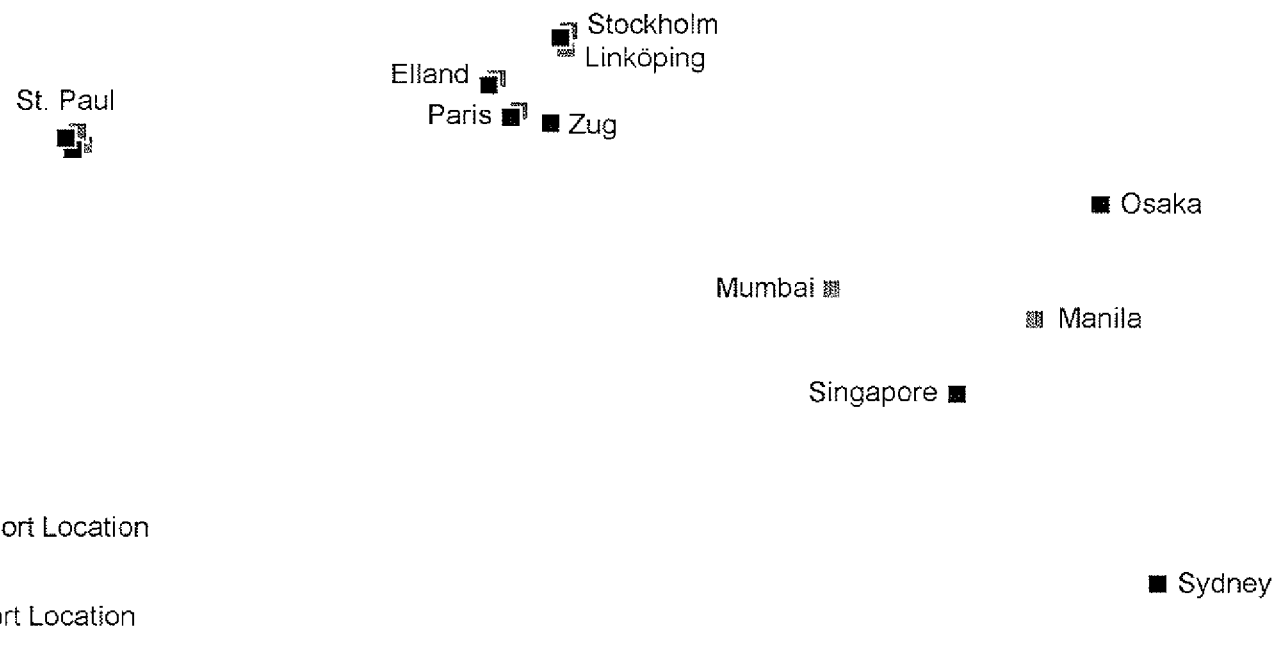 Stockholm
Linköping
Elland
St. Paul
Paris
Zug
Osaka
Mumbai
Manila
Singapore
ort Location
Sydney
rt Location